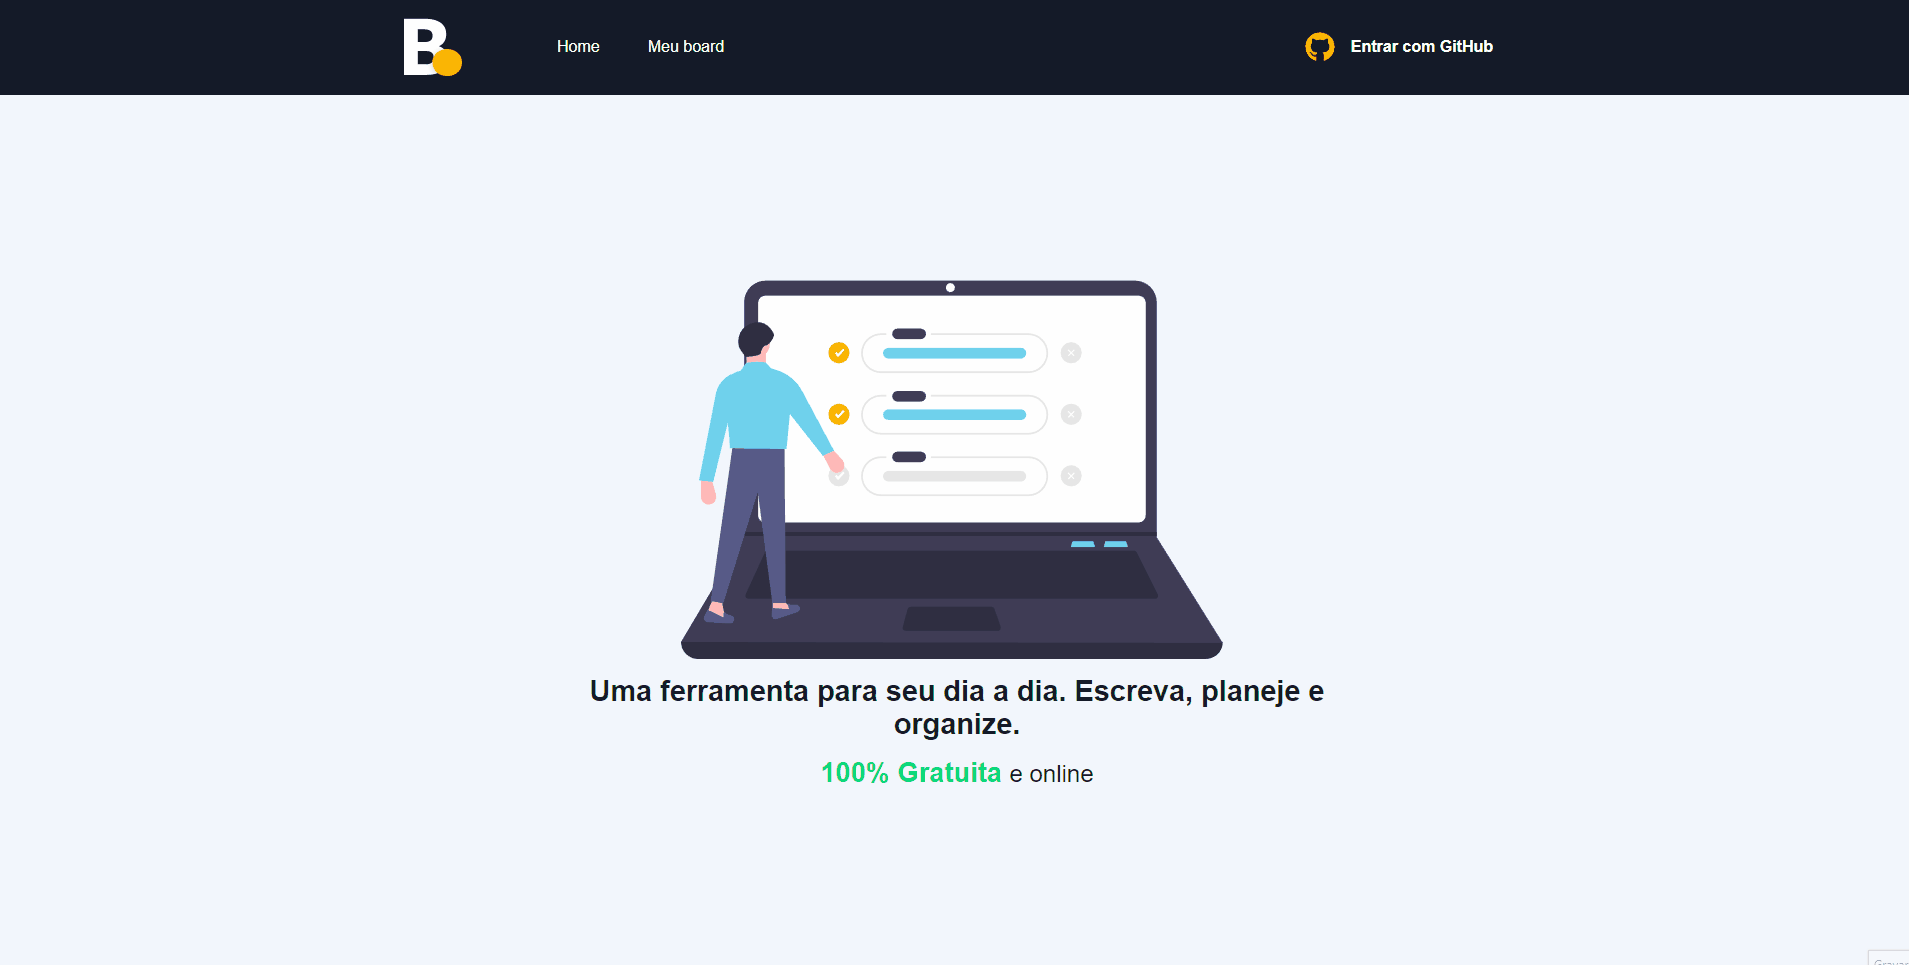 B.
Home
Meu board
Entrar com GitHub
Uma ferramenta para seu dia a dia. Escreva, planeje e
organize.
100% Gratuita e online